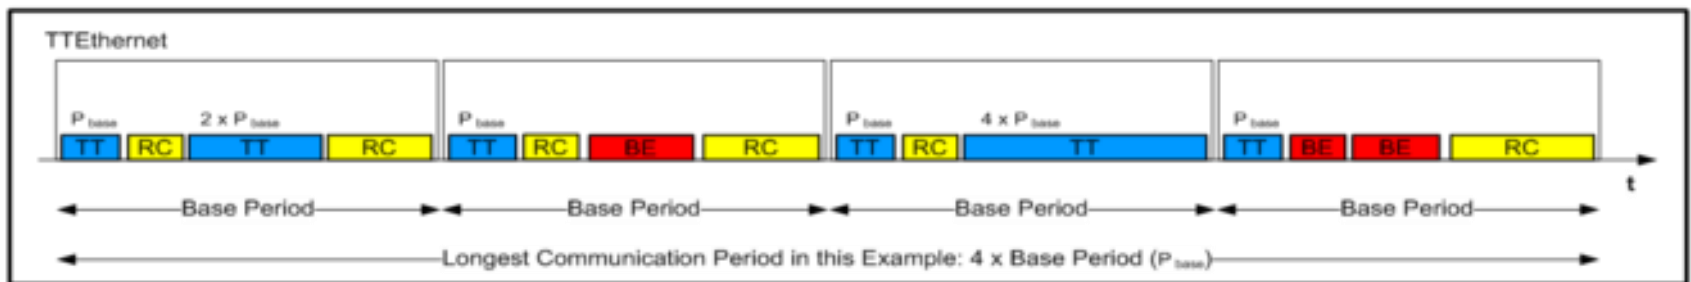 TTEthernet
P base 2 x P base P base P base 4 x P base P base
TT RC TT RC TT RC BE RC TT RC TT TT BE BE RC
t
Base Period Base Period Base Period Base Period
Longest Communication Period in this Example: 4 x Base Period (P base)